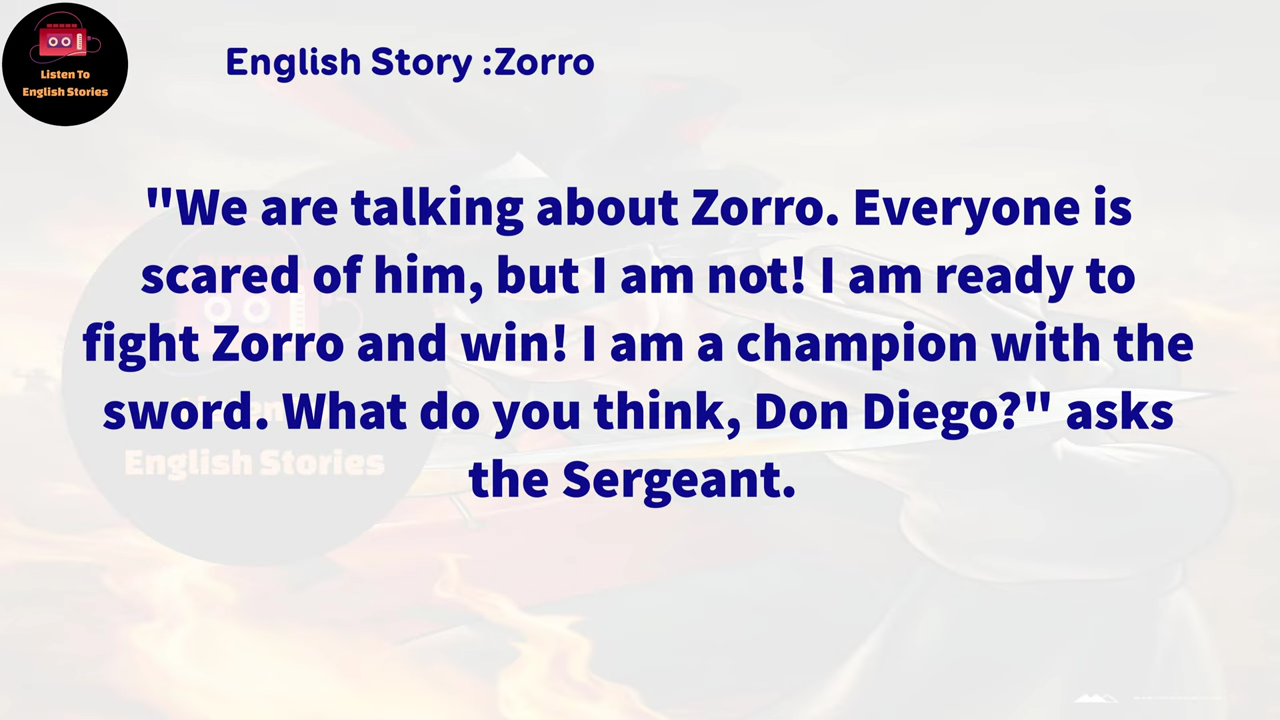 Listen To
English Stories
English Story :Zorro
"We are talking about Zorro. Everyone is
scared of him, but I am not! I am ready to
fight Zorro and win! I am a champion with the
sword. What do you think, Don Diego?" asks
the Sergeant.
English Stories